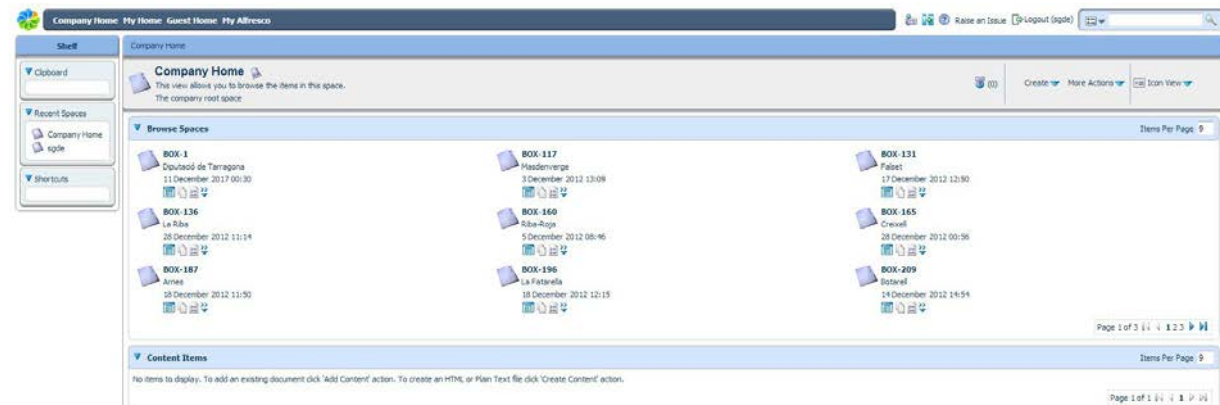 Company Home My Home Guest Home My Alfresco
Raise an Issue Logout (sgde)
Shelf
Company Home
Clipboard
Company Home
This view allows you to browse the items in this space.
The company root space
(0) Create More Actions Icon View
Recent Spaces
Company Home
sgde
Shortcuts
Browse Spaces
Items Per Page 9
BOX-1
Diputació de Tarragona
11 December 2017 00:30
BOX-117
Masdenverge
3 December 2012 13:09
BOX-131
Falset
17 December 2012 12:50
BOX-136
La Riba
28 December 2012 11:14
BOX-160
Riba-Roja
5 December 2012 08:46
BOX-165
Creixell
28 December 2012 00:56
BOX-187
Arnes
18 December 2012 11:50
BOX-196
La Fatarella
18 December 2012 12:15
BOX-209
Botarell
14 December 2012 14:54
Page 1 of 3 1 2 3
Content Items
Items Per Page 9
No items to display. To add an existing document click 'Add Content' action. To create an HTML or Plain Text file click 'Create Content' action.
Page 1 of 1 1